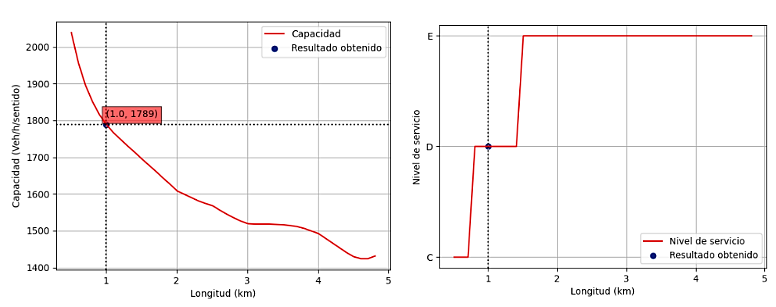 Capacidad
Resultado obtenido
(1.0, 1789)
2000
1900
1800
1700
1600
1500
1400
Capacidad (Veh/h/sentido)
1
2
3
4
5
Longitud (km)
E
D
C
Nivel de servicio
Nivel de servicio
Resultado obtenido
1
2
3
4
5
Longitud (km)